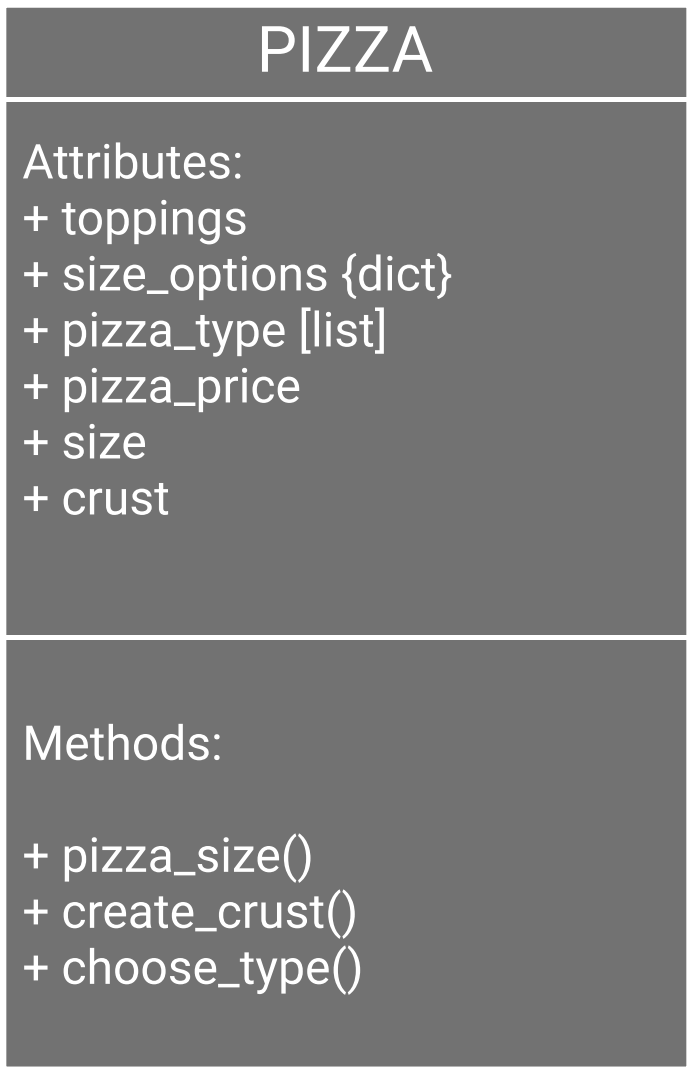 PIZZA
Attributes:
+ toppings
+ size_options {dict}
+ pizza_type [list]
+ pizza_price
+ size
+ crust
Methods:
+ pizza_size()
+ create_crust()
+ choose_type()